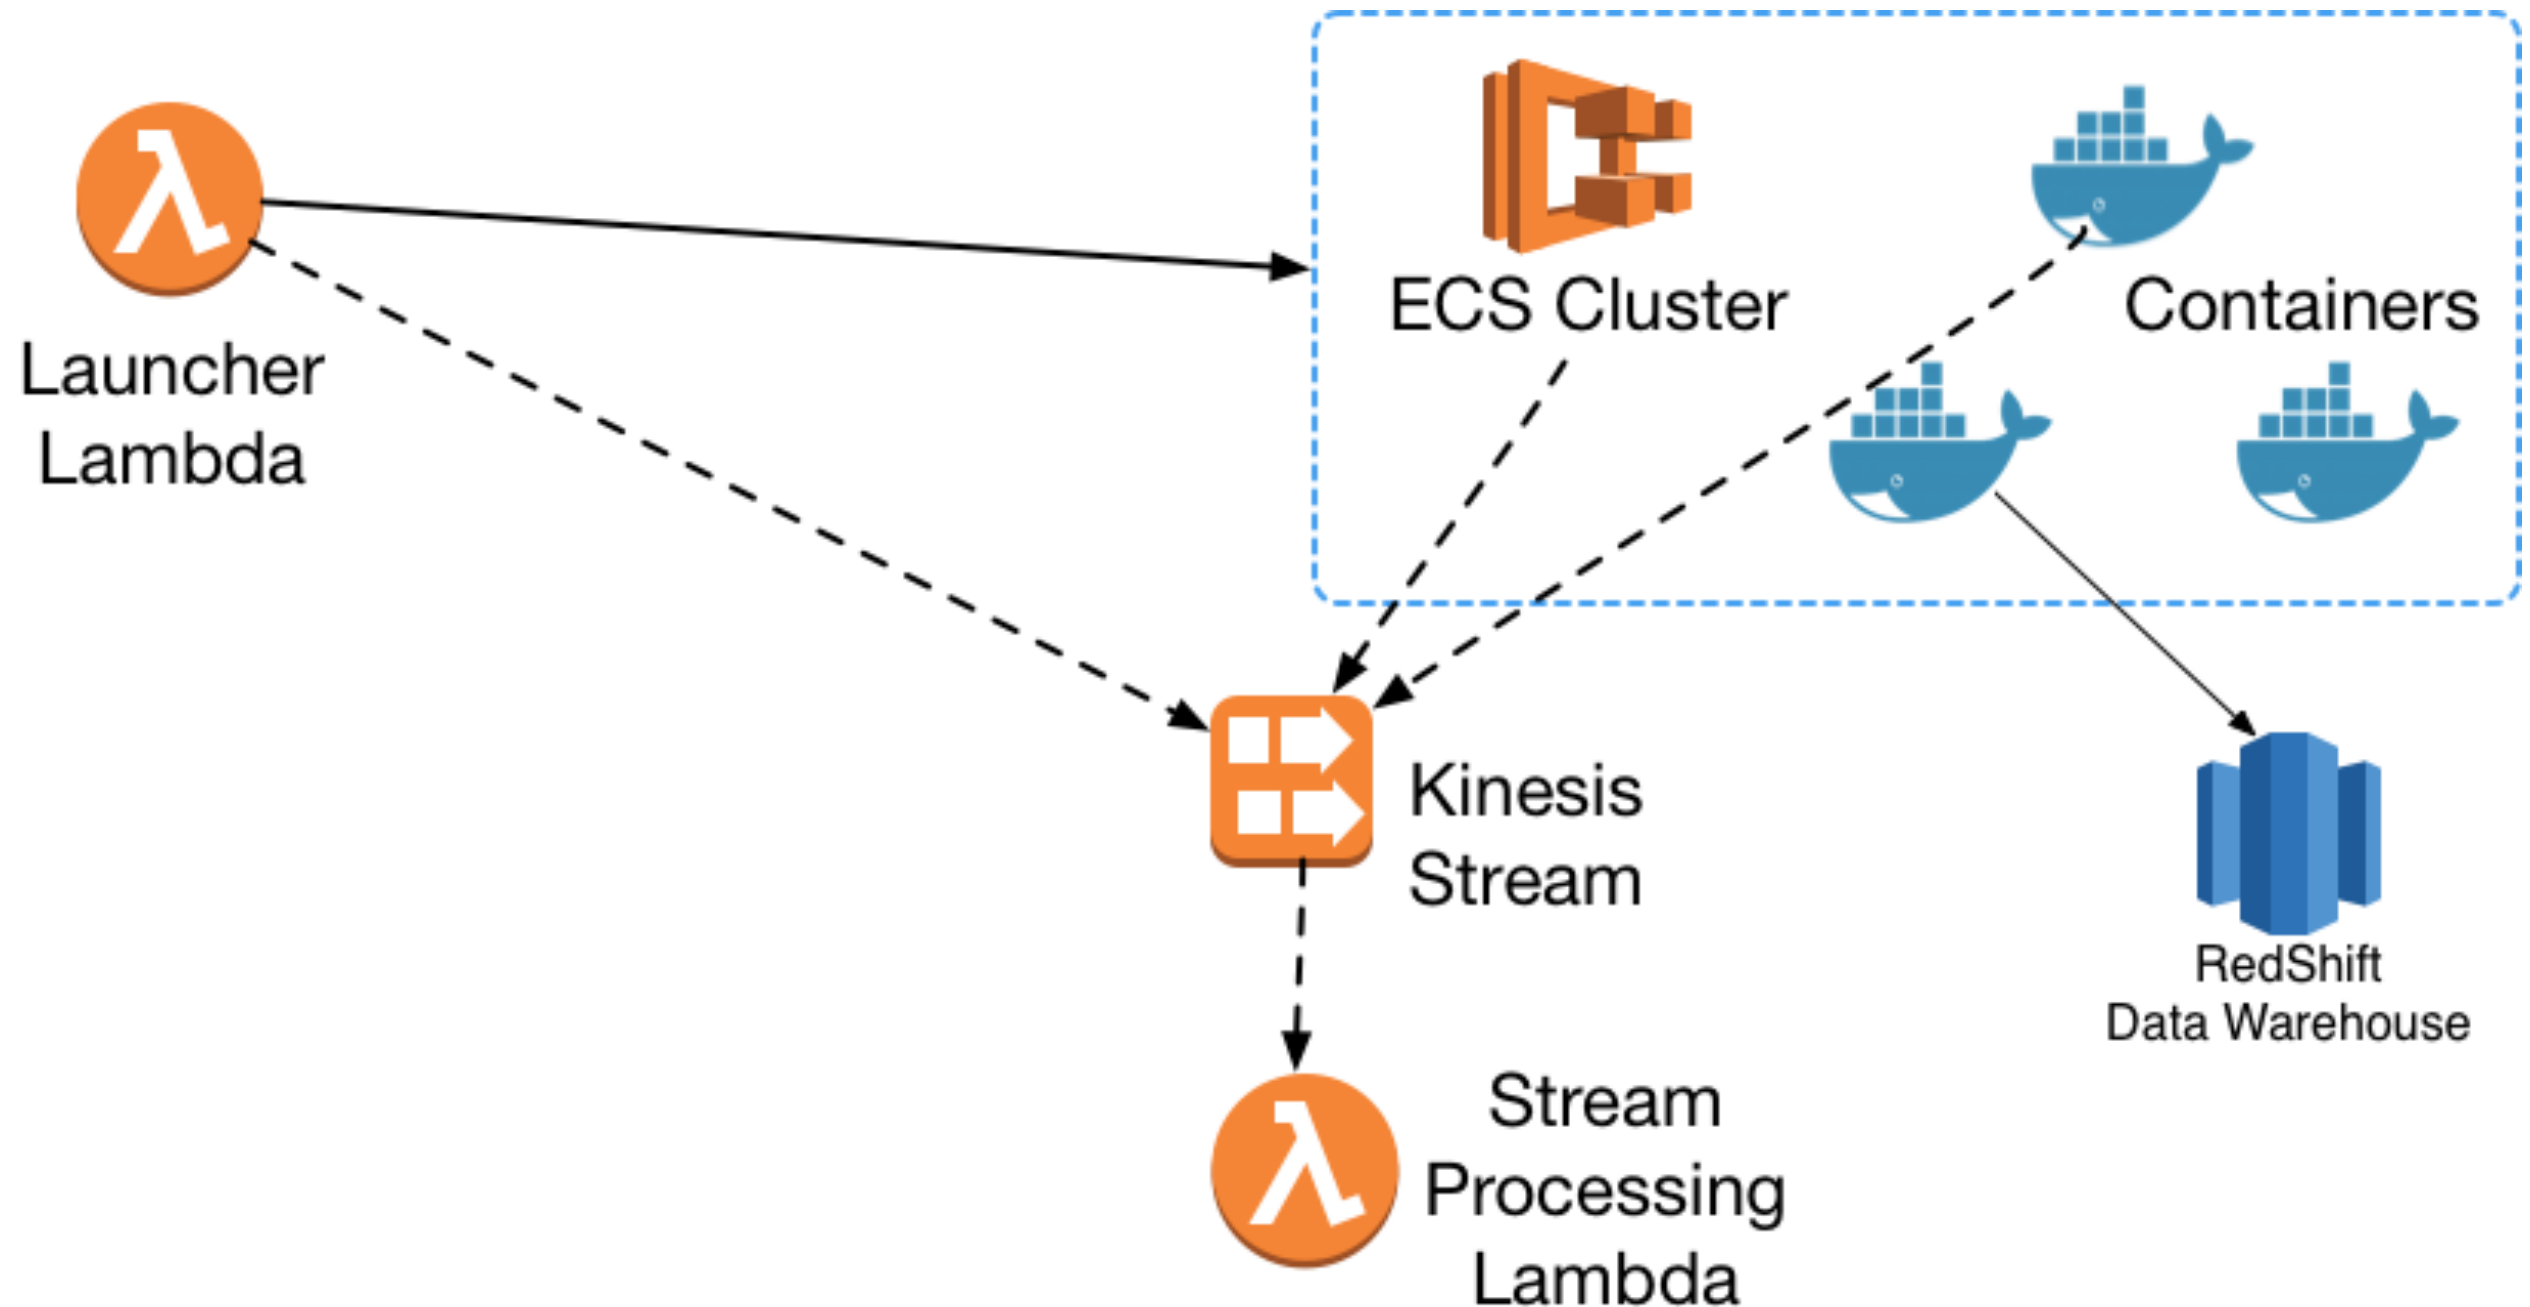 Launcher
Lambda
ECS Cluster
Containers
Kinesis
Stream
RedShift
Data Warehouse
Stream
Processing
Lambda